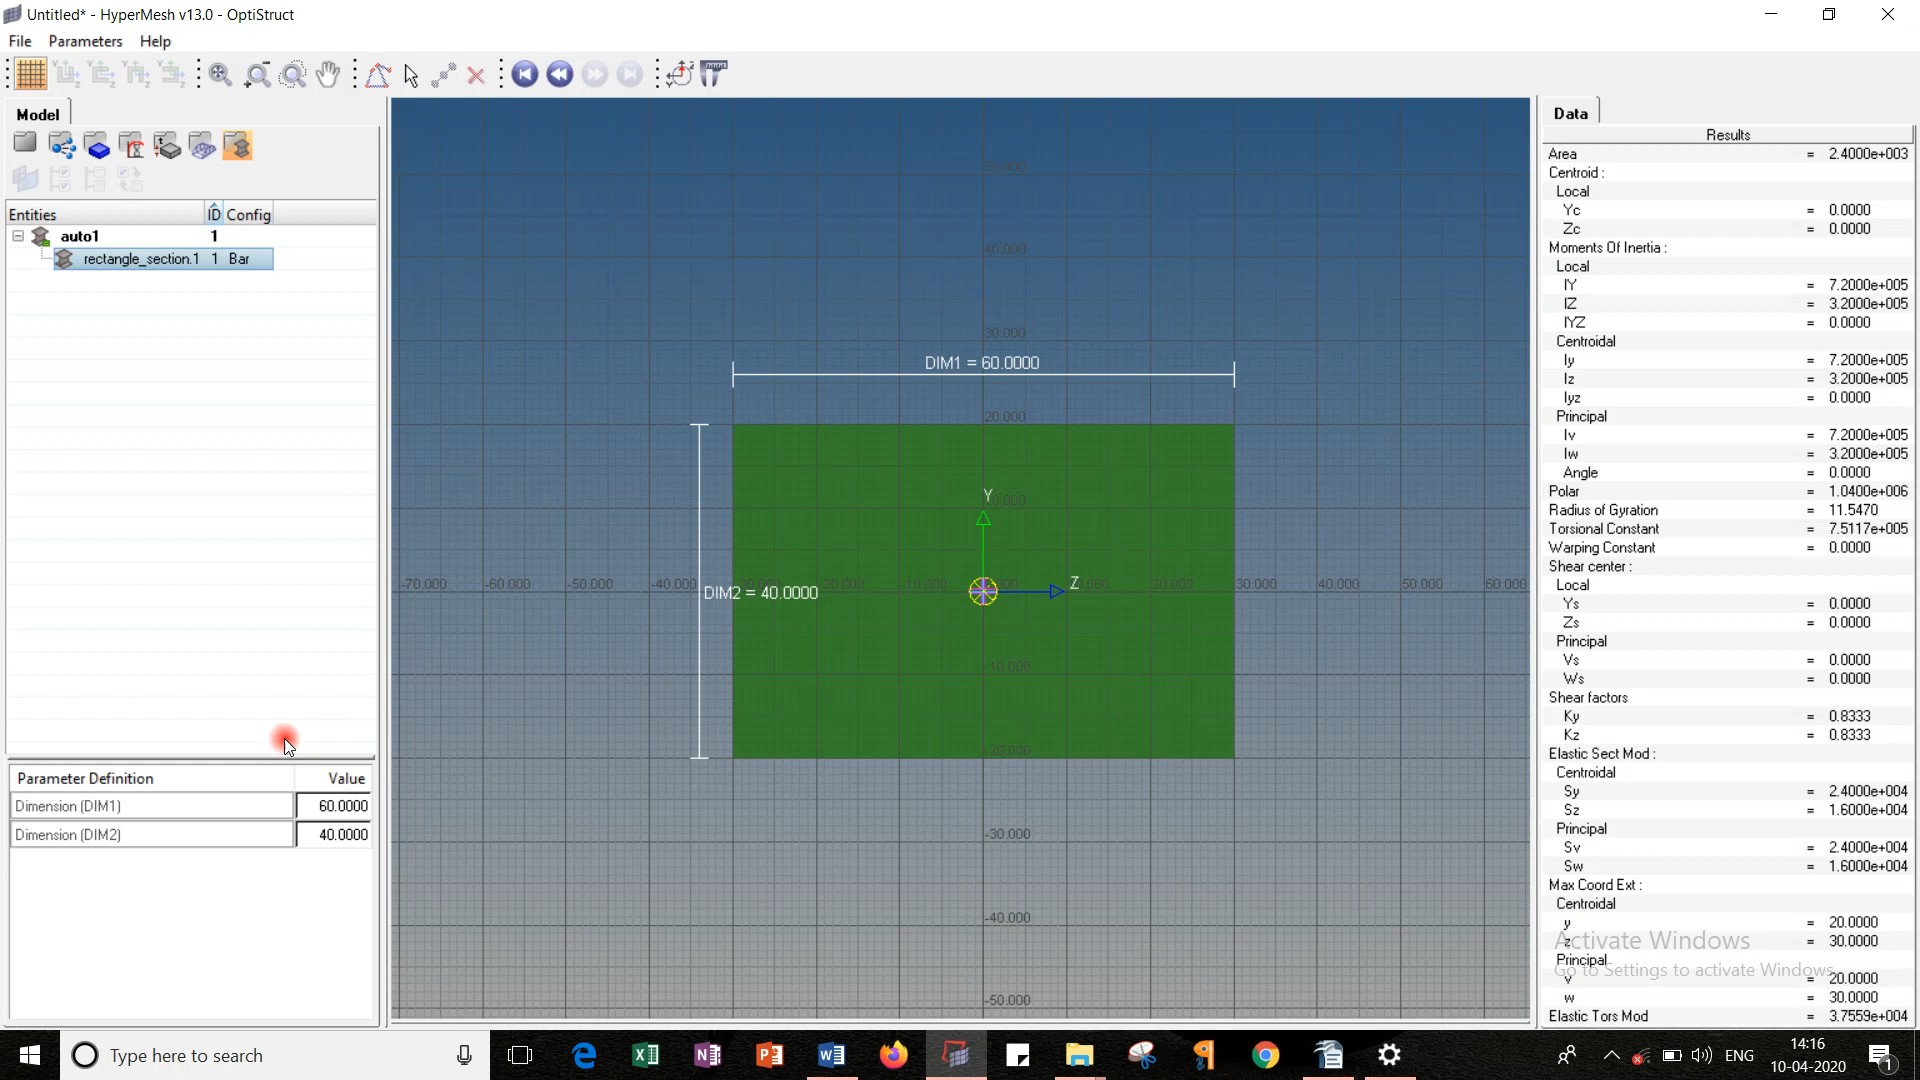 Untitled* - HyperMesh v13.0 - OptiStruct
File Parameters Help
Model
Entities ID Config
auto1 1
rectangle_section.1 1 Bar
Parameter Definition Value
Dimension (DIM1) 60.0000
Dimension (DIM2) 40.0000
50.000
40.000
30.000
DIM1 = 60.0000
20.000
Y
-70.000 -60.000 -50.000 -40.000 -20.000 -10.000 Z 20.000 30.000 40.000 50.000 60.000
DIM2 = 40.0000
-10.000
-20.000
-30.000
-40.000
-50.000
Data
Results
Area = 2.4000e+003
Centroid :
Local
Yc = 0.0000
Zc = 0.0000
Moments Of Inertia :
Local
IY = 7.2000e+005
IZ = 3.2000e+005
IYZ = 0.0000
Centroidal
Iy = 7.2000e+005
Iz = 3.2000e+005
Iyz = 0.0000
Principal
Iv = 7.2000e+005
Iw = 3.2000e+005
Angle = 0.0000
Polar = 1.0400e+006
Radius of Gyration = 11.5470
Torsional Constant = 7.5117e+005
Warping Constant = 0.0000
Shear center :
Local
Ys = 0.0000
Zs = 0.0000
Principal
Vs = 0.0000
Ws = 0.0000
Shear factors
Ky = 0.8333
Kz = 0.8333
Elastic Sect Mod :
Centroidal
Sy = 2.4000e+004
Sz = 1.6000e+004
Principal
Sv = 2.4000e+004
Sw = 1.6000e+004
Max Coord Ext :
Centroidal
y = 20.0000
z = 30.0000
Activate Windows
Principal
Go to Settings to activate Windows.
v = 20.0000
w = 30.0000
Elastic Tors Mod = 3.7559e+004
Type here to search
ENG
14:16
10-04-2020
1